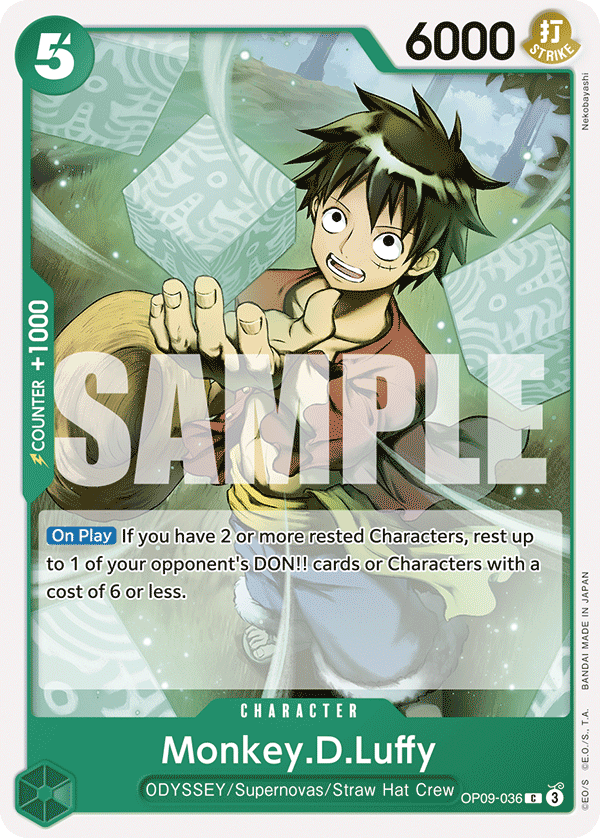 5
6000
打
STRIKE
Nekobayashi
COUNTER +1000
SAMPLE
On Play If you have 2 or more rested Characters, rest up
to 1 of your opponent's DON!! cards or Characters with a
cost of 6 or less.
CHARACTER
Monkey.D.Luffy
ODYSSEY/Supernovas/Straw Hat Crew
OP09-036 C 3
©E.O/S ©E.O./S., T.A. BANDAI MADE IN JAPAN